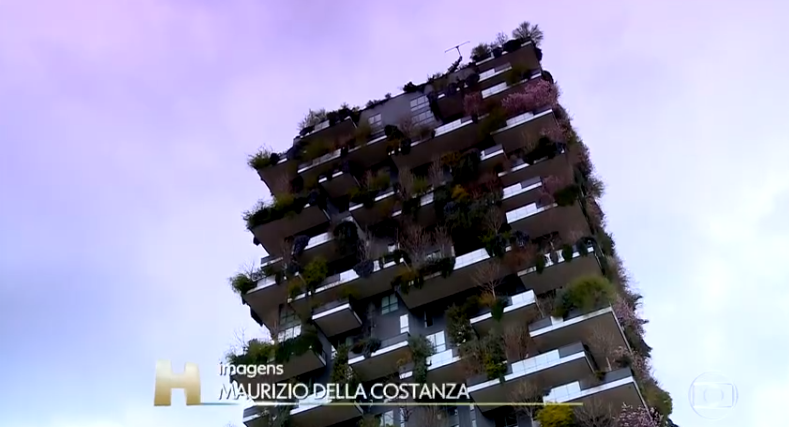 H
imagens
MAURIZIO DELLA COSTANZA